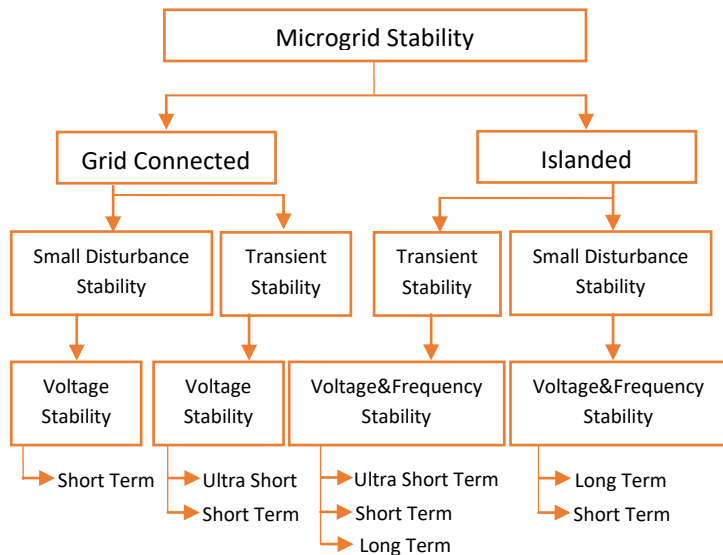 Microgrid Stability
Grid Connected
Islanded
Small Disturbance
Stability
Transient
Stability
Transient
Stability
Small Disturbance
Stability
Voltage
Stability
Voltage
Stability
Voltage&Frequency
Stability
Voltage&Frequency
Stability
Short Term
Ultra Short
Short Term
Ultra Short Term
Short Term
Long Term
Long Term
Short Term